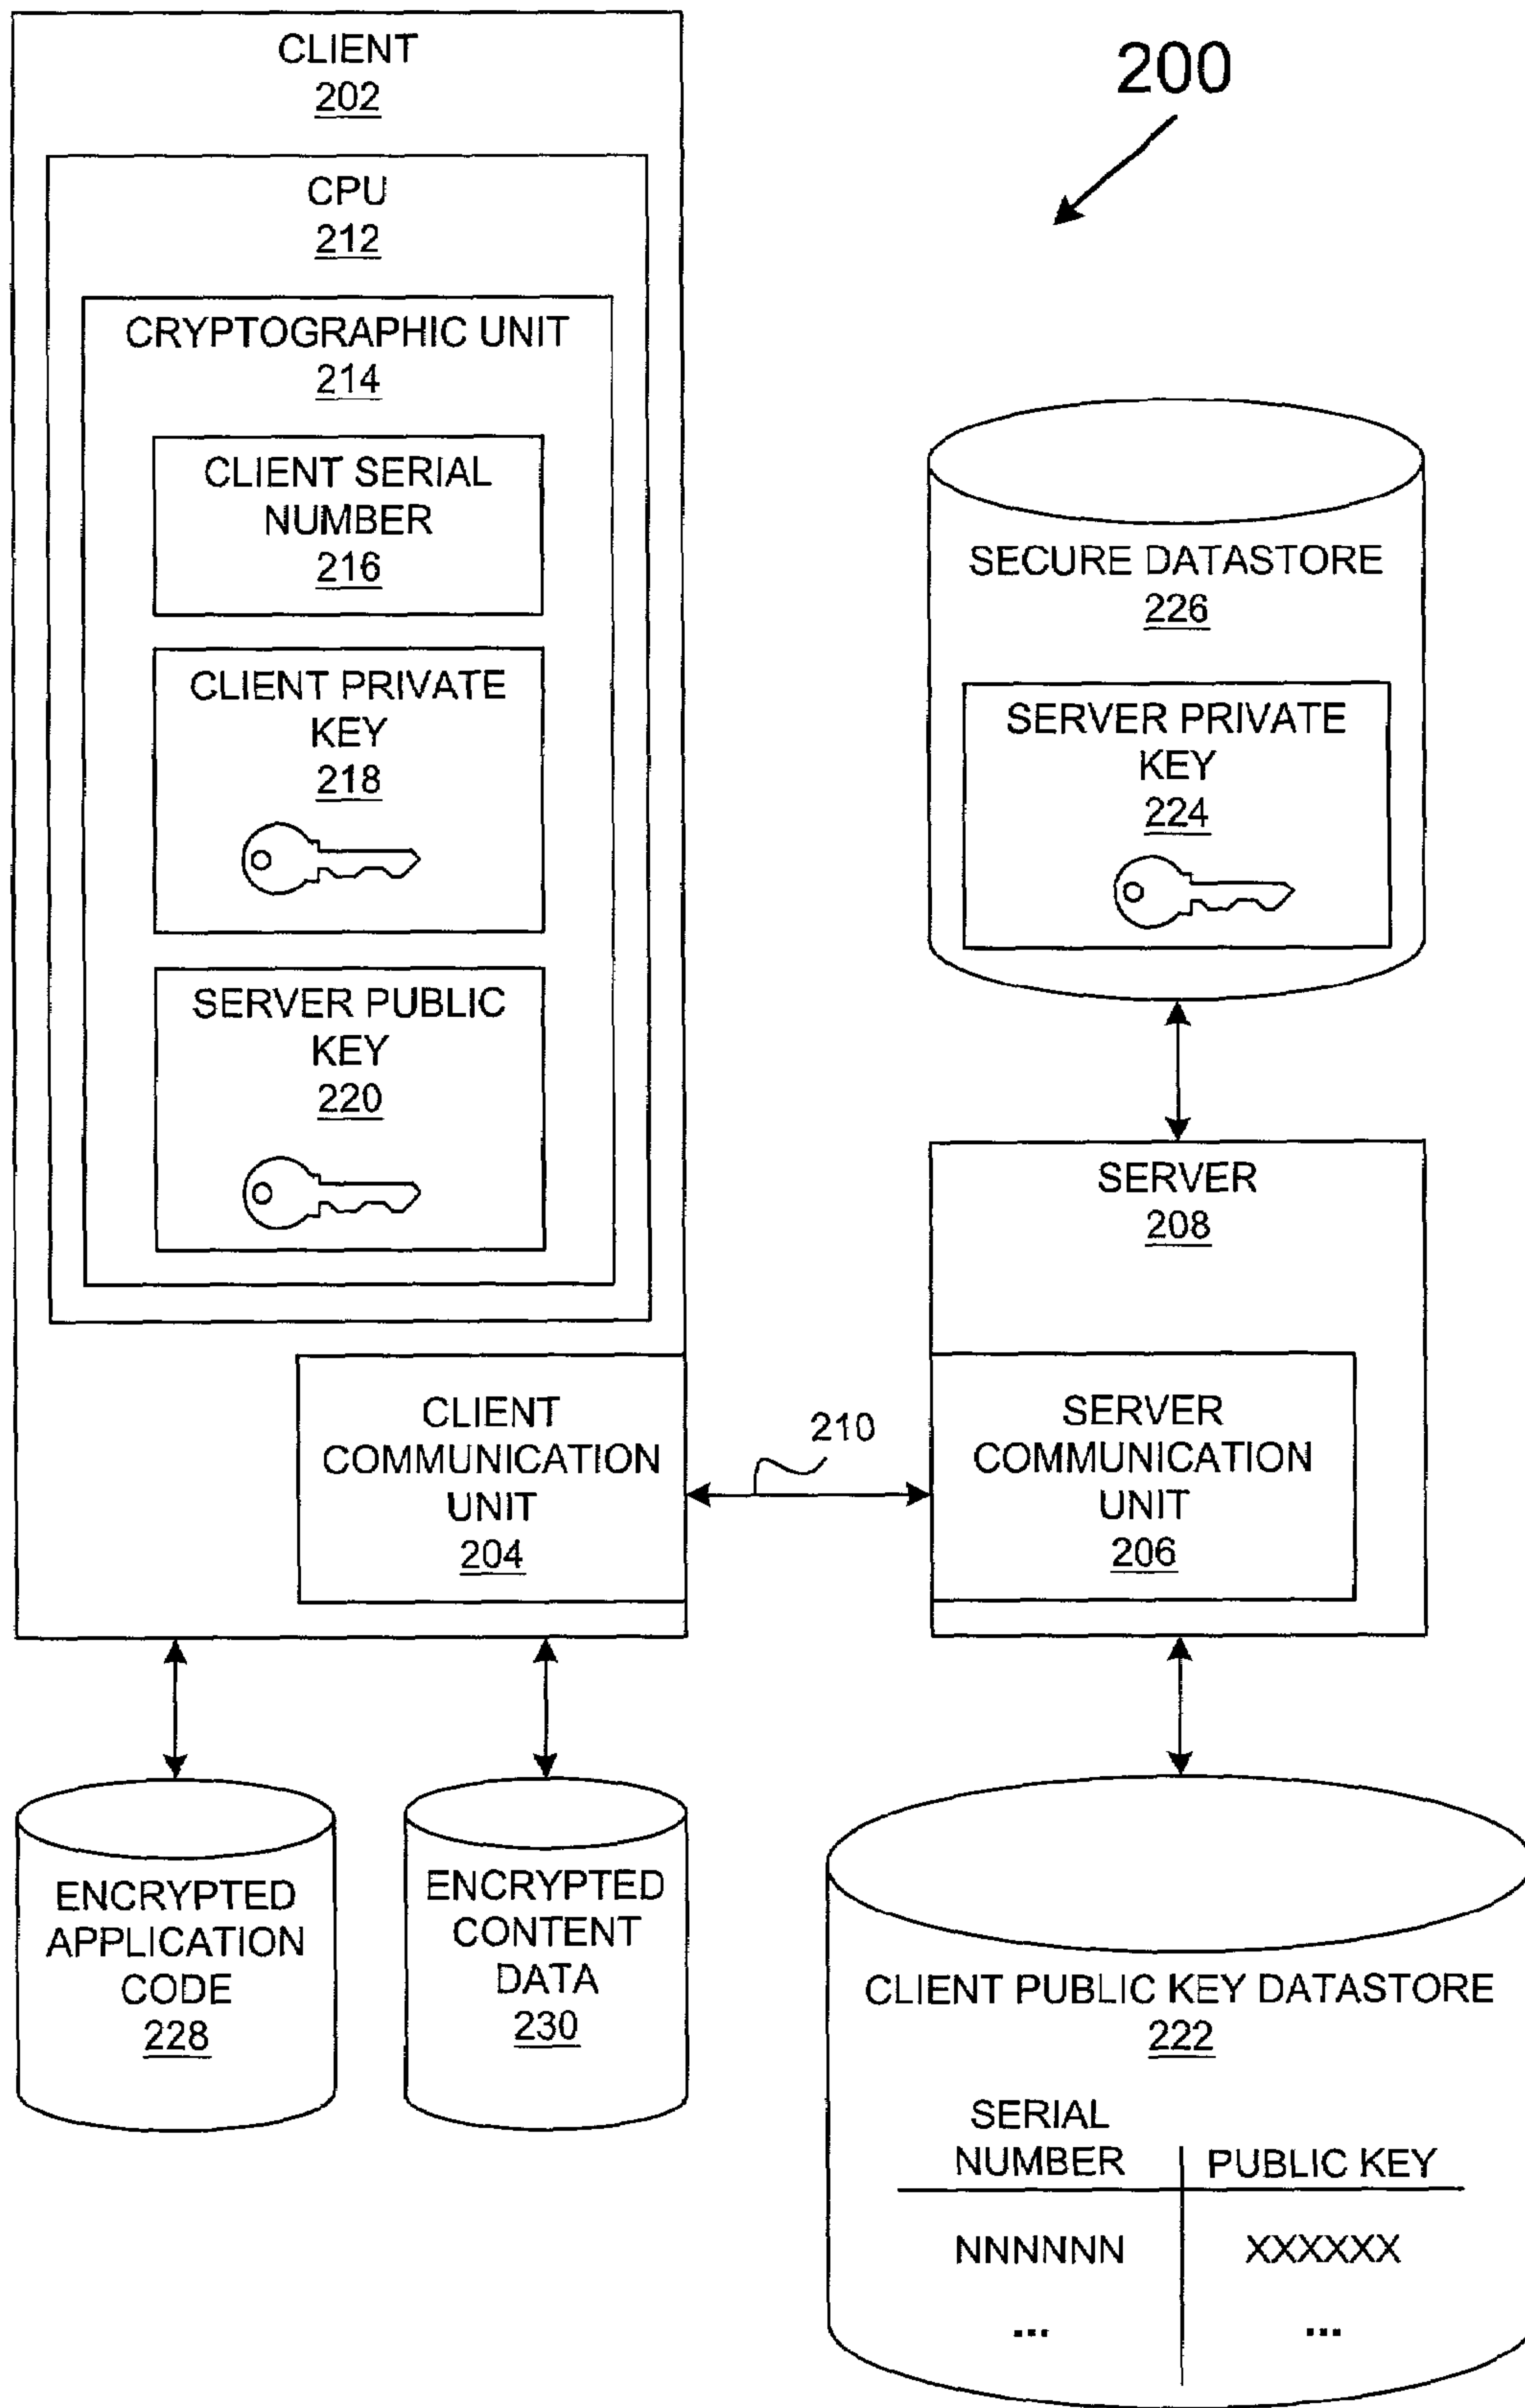 200
CLIENT
202
CPU
212
CRYPTOGRAPHIC UNIT
214
CLIENT SERIAL
NUMBER
216
CLIENT PRIVATE
KEY
218
SERVER PUBLIC
KEY
220
CLIENT
COMMUNICATION
UNIT
204
210
SECURE DATASTORE
226
SERVER PRIVATE
KEY
224
SERVER
208
SERVER
COMMUNICATION
UNIT
206
ENCRYPTED
APPLICATION
CODE
228
ENCRYPTED
CONTENT
DATA
230
CLIENT PUBLIC KEY DATASTORE
222
SERIAL
NUMBER
PUBLIC KEY
NNNNNN
XXXXXX
...
...